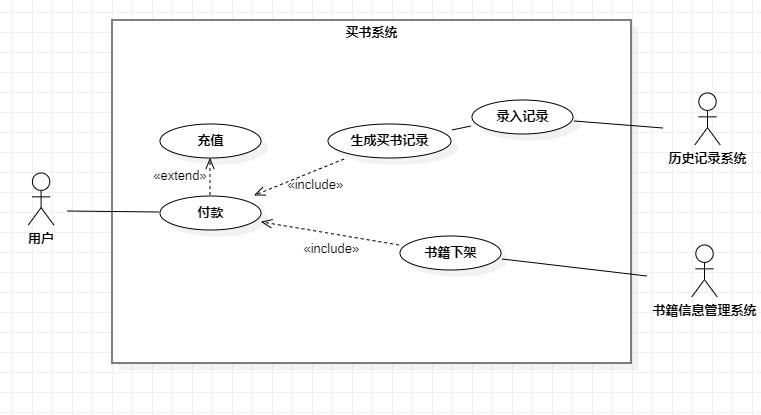 买书系统
录入记录
充值
生成买书记录
历史记录系统
«extend»
«include»
付款
用户
«include»
书籍下架
书籍信息管理系统